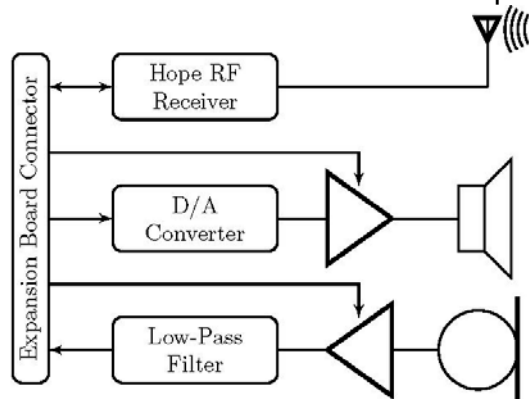 Hope RF
Receiver
Expansion Board Connector
D/A
Converter
Low-Pass
Filter